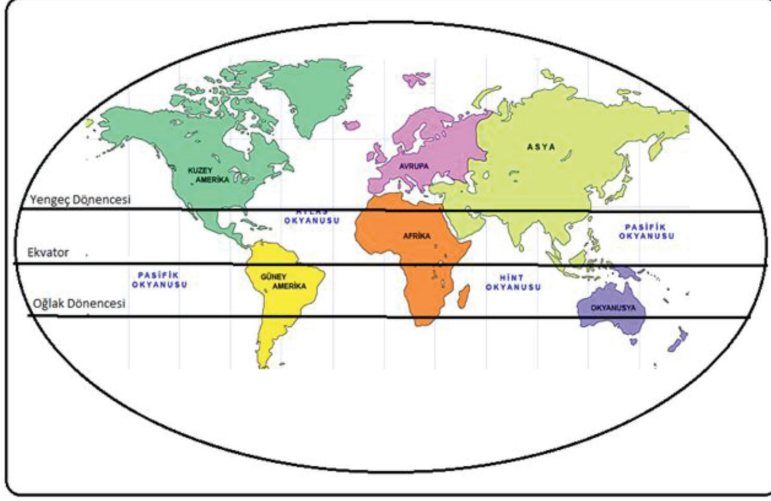 KUZEY
AMERİKA
AVRUPA
ASYA
Yengeç Dönencesi
ATLAS
OKYANUSU
AFRİKA
PASİFİK
OKYANUSU
Ekvator
PASİFİK
OKYANUSU
GÜNEY
AMERİKA
HİNT
OKYANUSU
Oğlak Dönencesi
OKYANUSYA